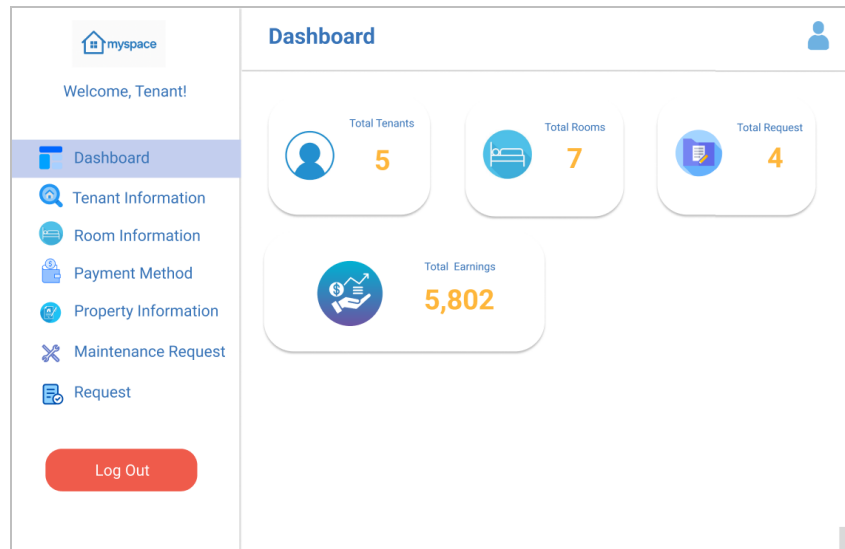 myspace
Welcome, Tenant!
Dashboard
Tenant Information
Room Information
Payment Method
Property Information
Maintenance Request
Request
Log Out
Dashboard
Total Tenants
5
Total Rooms
7
Total Request
4
Total Earnings
5,802